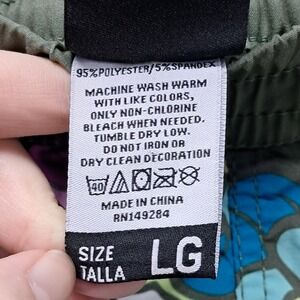 95%POLYESTER/5%SPANDEX
MACHINE WASH WARM
WITH LIKE COLORS,
ONLY NON-CHLORINE
BLEACH WHEN NEEDED.
TUMBLE DRY LOW.
DO NOT IRON OR
DRY CLEAN DECORATION
40
MADE IN CHINA
RN149284
SIZE
TALLA
LG